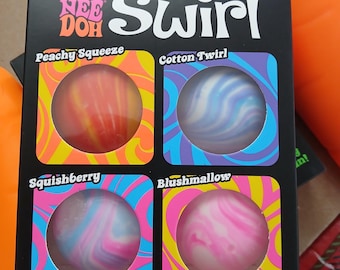 NEE
DOH
Swirl
Peachy Squeeze
Cotton Twirl
Squishberry
Blushmallow